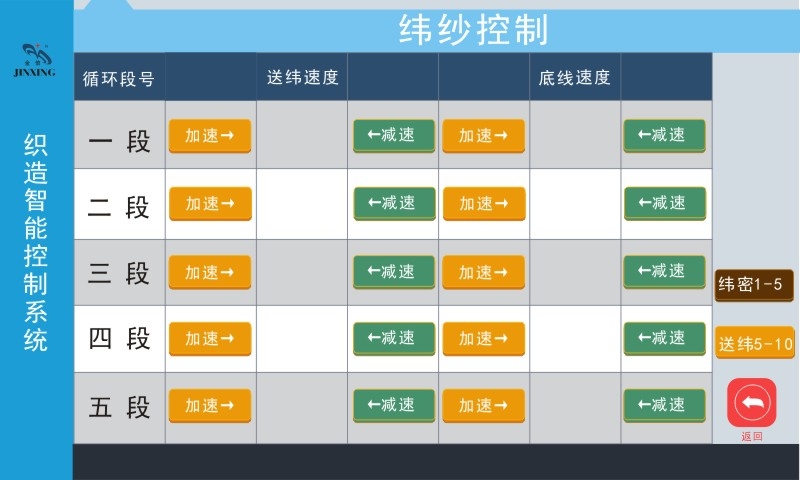 纬纱控制
JINXING
织造智能控制系统
循环段号 送纬速度 底线速度
一段 加速→ ←减速 加速→ ←减速
二段 加速→ ←减速 加速→ ←减速
三段 加速→ ←减速 加速→ ←减速
四段 加速→ ←减速 加速→ ←减速
五段 加速→ ←减速 加速→ ←减速
纬密1-5
送纬5-10
返回